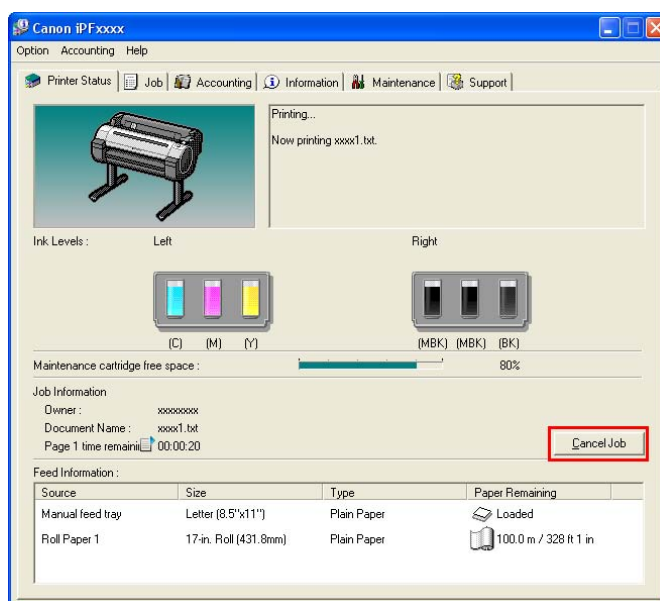 Canon iPFxxxx
Option Accounting Help
Printer Status Job Accounting Information Maintenance Support
Printing...
Now printing xxxx1.txt.
Ink Levels : Left Right
(C) (M) (Y) (MBK) (MBK) (BK)
Maintenance cartridge free space : 80%
Job Information
Owner : xxxxxxxx
Document Name : xxxx1.txt
Page 1 time remainin 00:00:20
Cancel Job
Feed Information :
Source Size Type Paper Remaining
Manual feed tray Letter (8.5"x11") Plain Paper Loaded
Roll Paper 1 17-in. Roll (431.8mm) Plain Paper 100.0 m / 328 ft 1 in